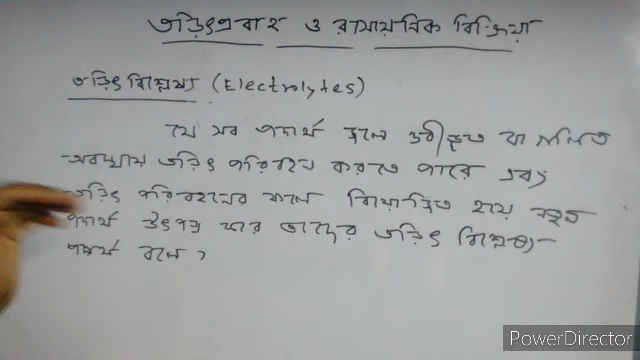 তড়িৎপ্রবাহ ও রাসায়নিক বিক্রিয়া
তড়িৎ বিশ্লেষ্য (Electrolytes)
যে সব পদার্থ জলে দ্রবীভূত বা গলিত
অবস্থায় তড়িৎ পরিবহন করতে পারে এবং
তড়িৎ পরিবহনের ফলে বিয়োজিত হয়ে নতুন
পদার্থ উৎপন্ন করে তাদের তড়িৎ বিশ্লেষ্য
পদার্থ বলে।
PowerDirector